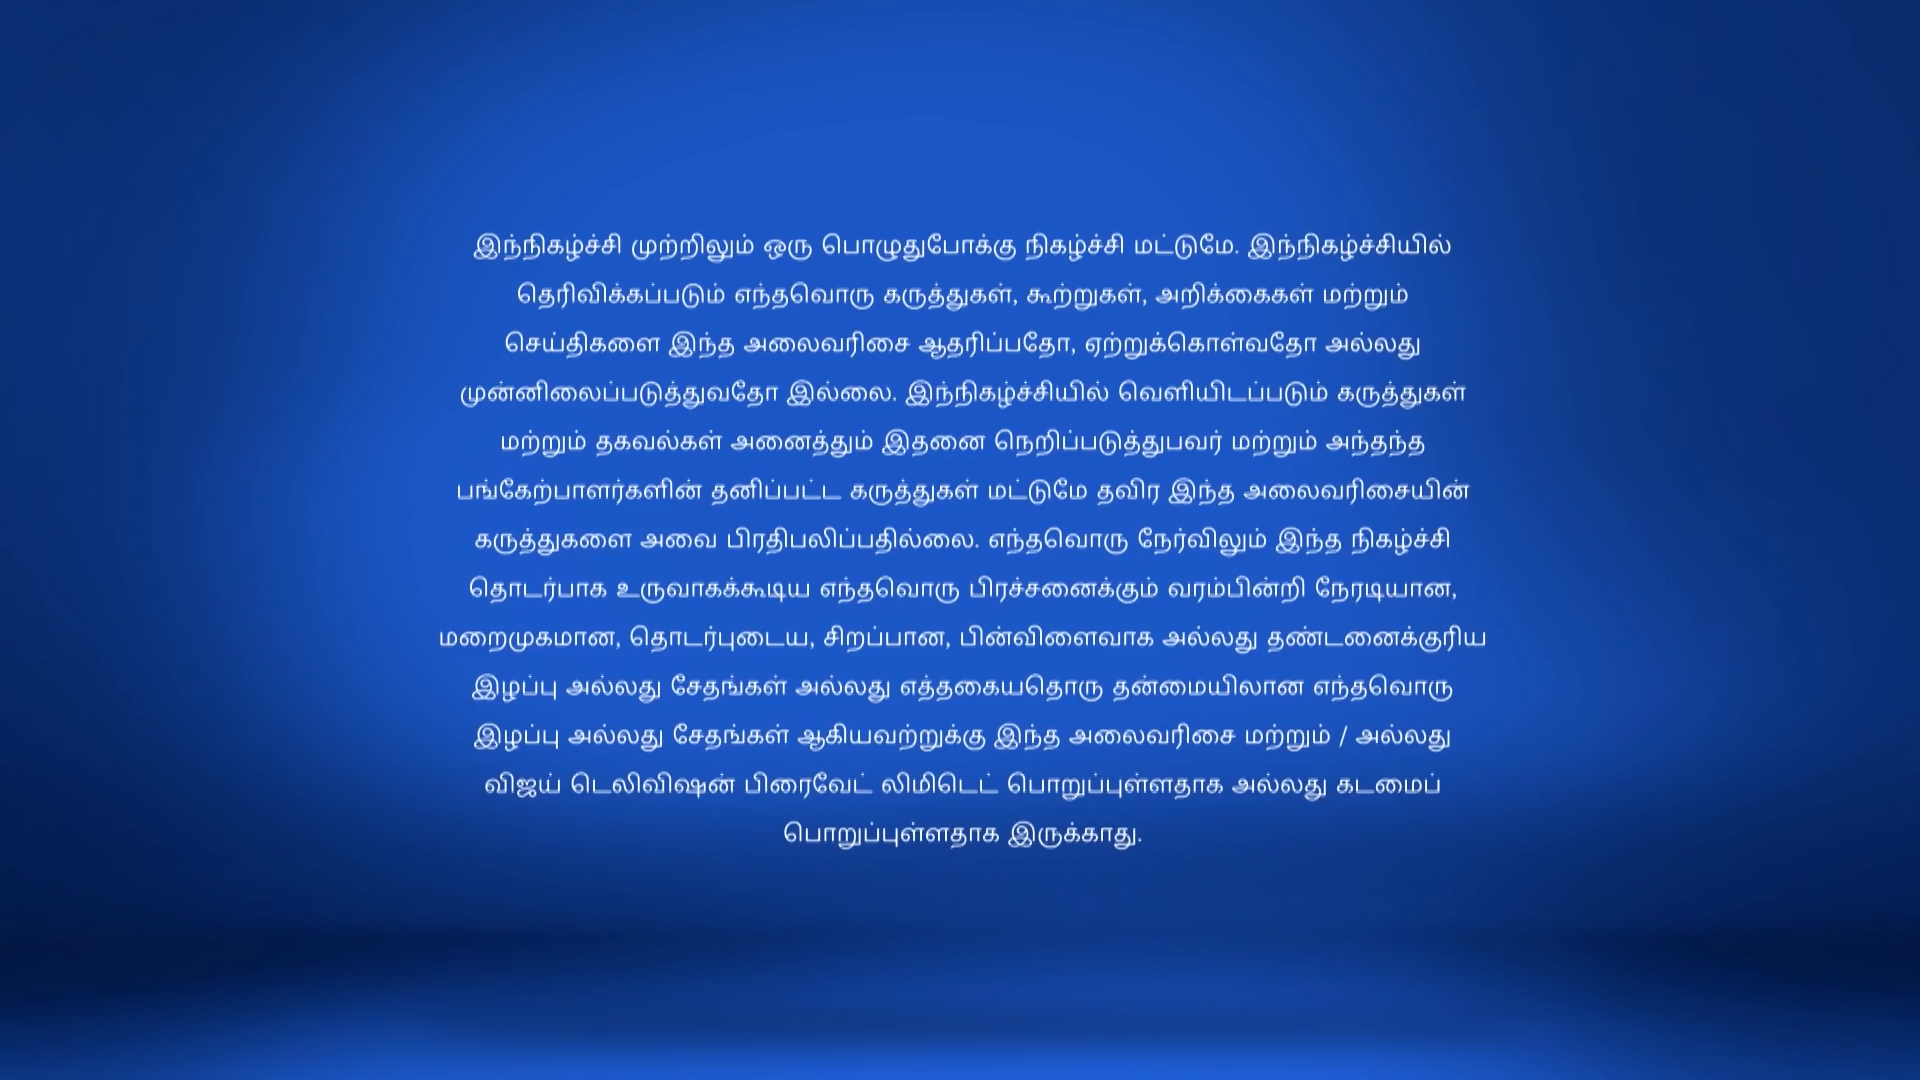 இந்நிகழ்ச்சி முற்றிலும் ஒரு பொழுதுபோக்கு நிகழ்ச்சி மட்டுமே. இந்நிகழ்ச்சியில்
தெரிவிக்கப்படும் எந்தவொரு கருத்துகள், கூற்றுகள், அறிக்கைகள் மற்றும்
செய்திகளை இந்த அலைவரிசை ஆதரிப்பதோ, ஏற்றுக்கொள்வதோ அல்லது
முன்னிலைப்படுத்துவதோ இல்லை. இந்நிகழ்ச்சியில் வெளியிடப்படும் கருத்துகள்
மற்றும் தகவல்கள் அனைத்தும் இதனை நெறிப்படுத்துபவர் மற்றும் அந்தந்த
பங்கேற்பாளர்களின் தனிப்பட்ட கருத்துகள் மட்டுமே தவிர இந்த அலைவரிசையின்
கருத்துகளை அவை பிரதிபலிப்பதில்லை. எந்தவொரு நேர்விலும் இந்த நிகழ்ச்சி
தொடர்பாக உருவாகக்கூடிய எந்தவொரு பிரச்சனைக்கும் வரம்பின்றி நேரடியான,
மறைமுகமான, தொடர்புடைய, சிறப்பான, பின்விளைவாக அல்லது தண்டனைக்குரிய
இழப்பு அல்லது சேதங்கள் அல்லது எத்தகையதொரு தன்மையிலான எந்தவொரு
இழப்பு அல்லது சேதங்கள் ஆகியவற்றுக்கு இந்த அலைவரிசை மற்றும் / அல்லது
விஜய் டெலிவிஷன் பிரைவேட் லிமிடெட் பொறுப்புள்ளதாக அல்லது கடமைப்
பொறுப்புள்ளதாக இருக்காது.